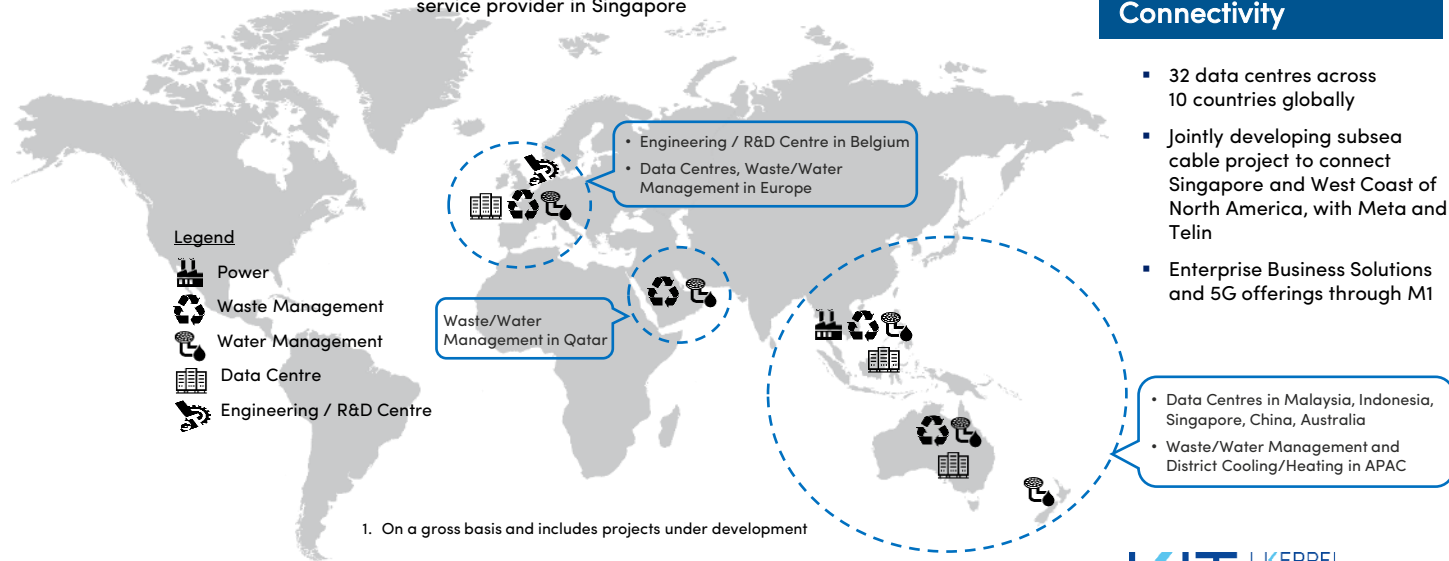 service provider in Singapore
Connectivity
▪ 32 data centres across
10 countries globally
▪ Jointly developing subsea
cable project to connect
Singapore and West Coast of
North America, with Meta and
Telin
▪ Enterprise Business Solutions
and 5G offerings through M1
• Engineering / R&D Centre in Belgium
• Data Centres, Waste/Water
Management in Europe
Legend
Power
Waste Management
Water Management
Data Centre
Engineering / R&D Centre
Waste/Water
Management in Qatar
• Data Centres in Malaysia, Indonesia,
Singapore, China, Australia
• Waste/Water Management and
District Cooling/Heating in APAC
1. On a gross basis and includes projects under development